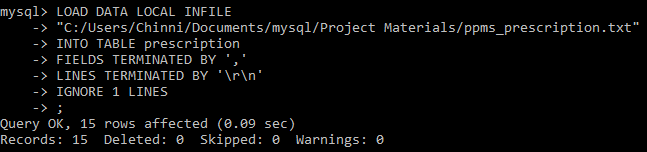 mysql> LOAD DATA LOCAL INFILE
    -> "C:/Users/Chinni/Documents/mysql/Project Materials/ppms_prescription.txt"
    -> INTO TABLE prescription
    -> FIELDS TERMINATED BY ','
    -> LINES TERMINATED BY '\r\n'
    -> IGNORE 1 LINES
    -> ;
Query OK, 15 rows affected (0.09 sec)
Records: 15  Deleted: 0  Skipped: 0  Warnings: 0